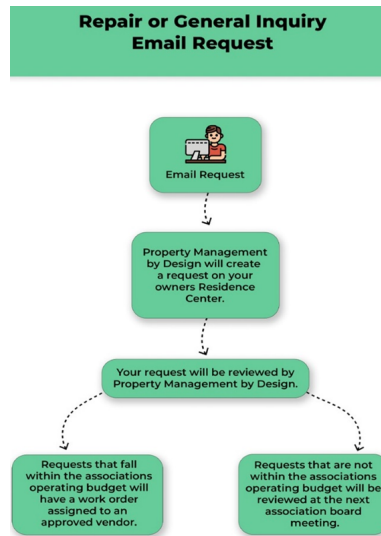 Repair or General Inquiry
Email Request
Email Request
Property Management
by Design will create
a request on your
owners Residence
Center.
Your request will be reviewed by
Property Management by Design.
Requests that fall
within the associations
operating budget will
have a work order
assigned to an
approved vendor.
Requests that are not
within the associations
operating budget will be
reviewed at the next
association board
meeting.